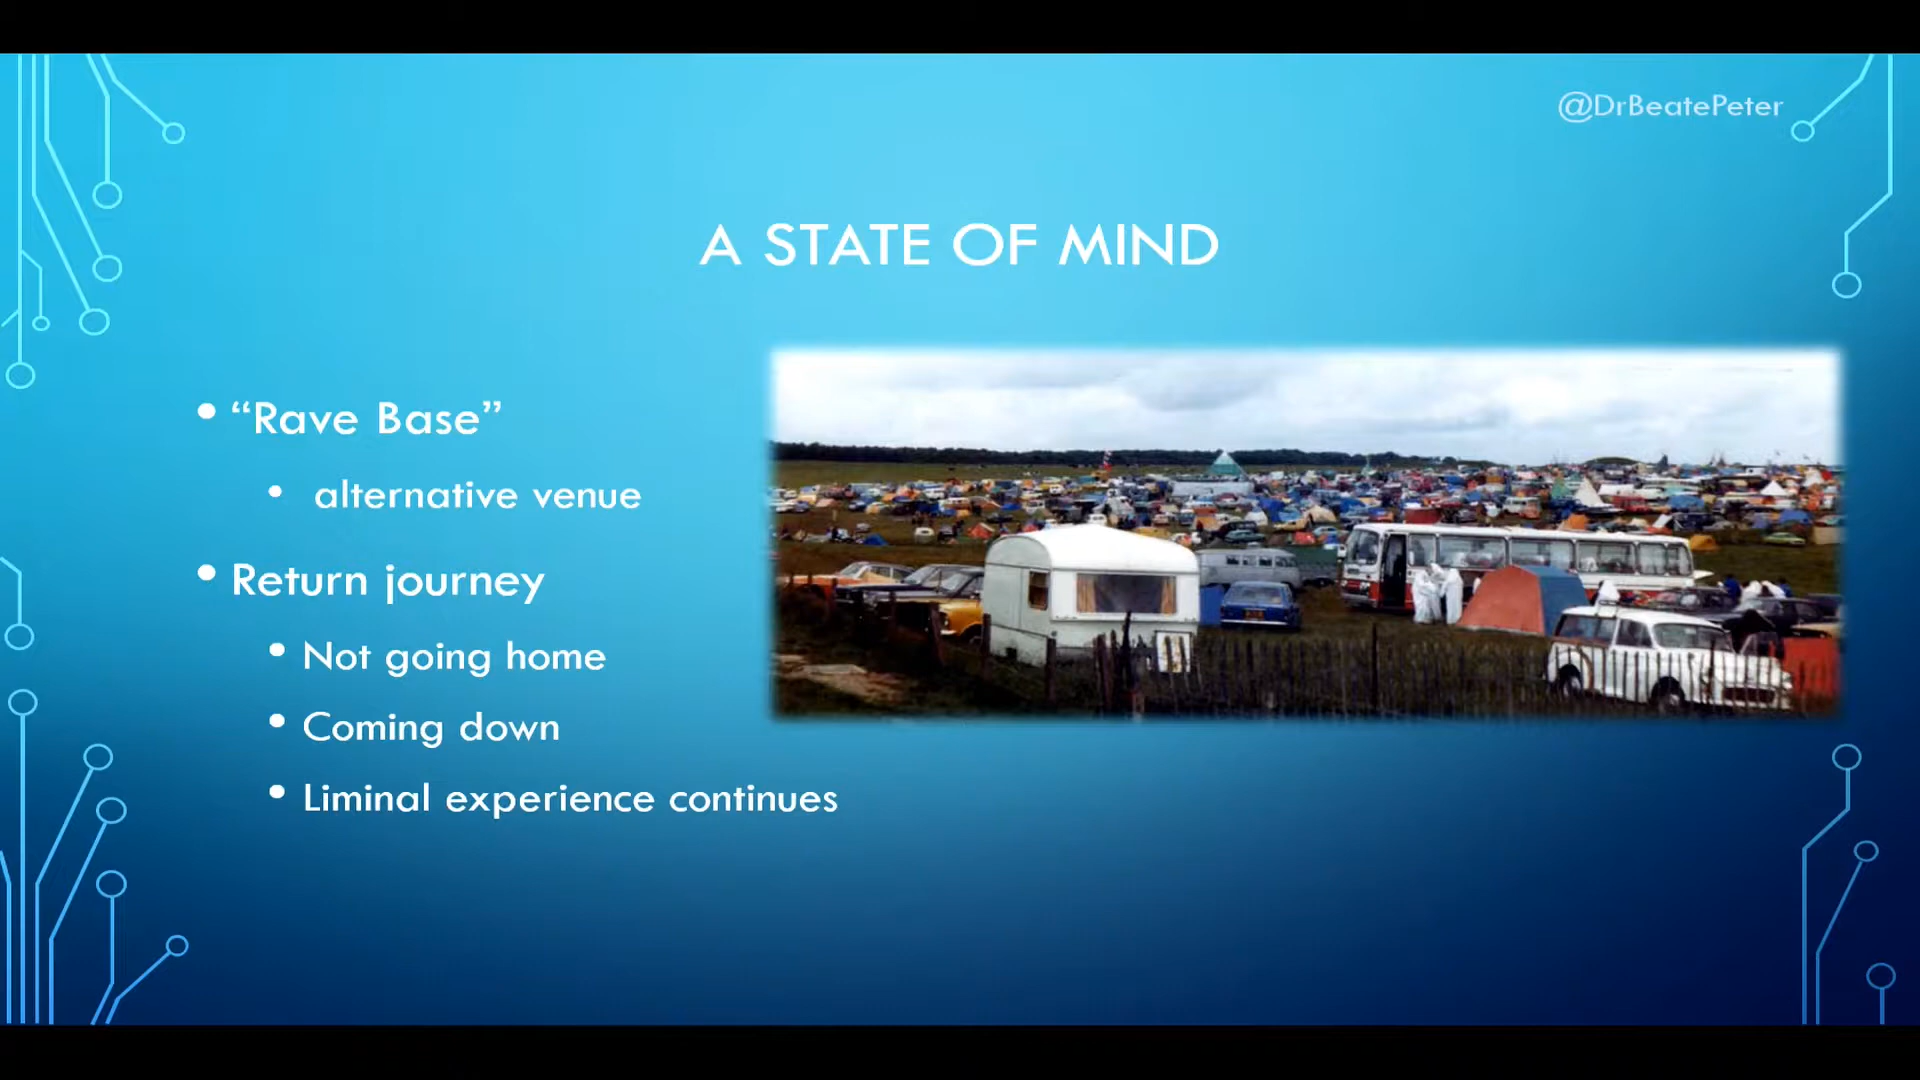 @DrBeatePeter
A STATE OF MIND
• “Rave Base”
• alternative venue
• Return journey
• Not going home
• Coming down
• Liminal experience continues